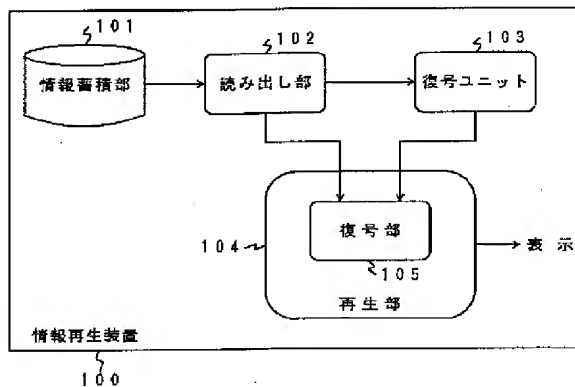 101
102
103
情報蓄積部
読み出し部
復号ユニット
復号部
104
105
表示
再生部
情報再生装置
100